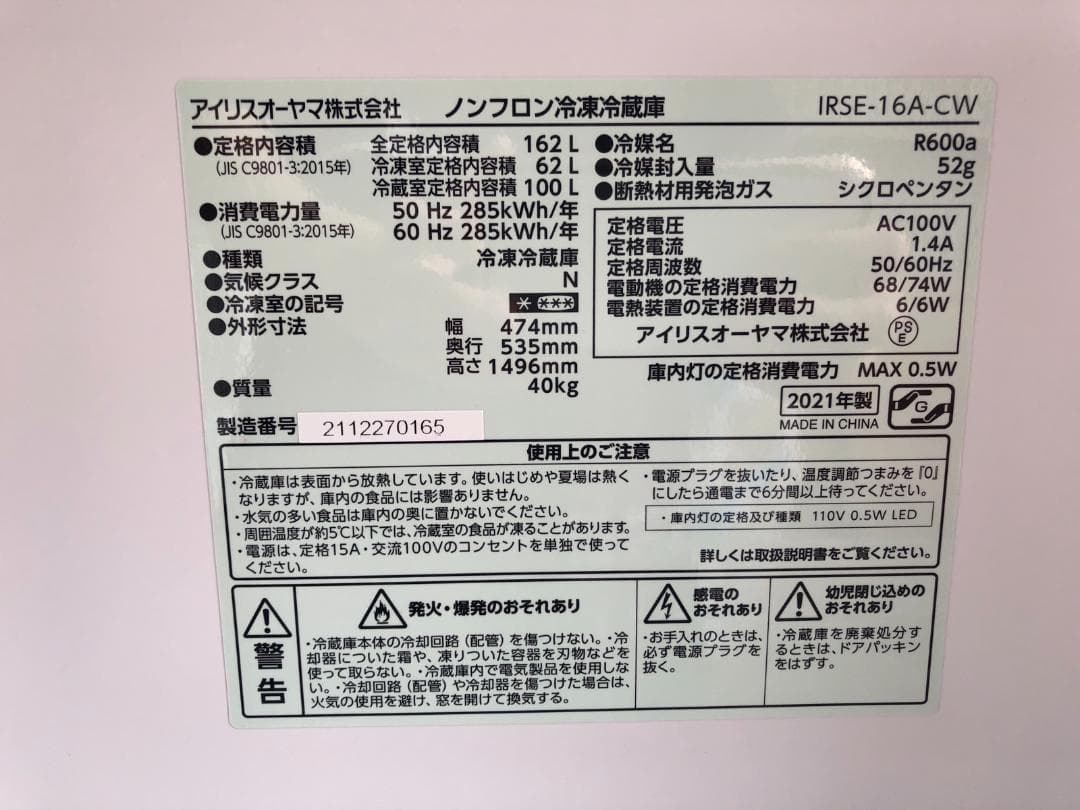 アイリスオーヤマ株式会社 ノンフロン冷凍冷蔵庫 IRSE-16A-CW
●定格内容積 全定格内容積 162 L
(JIS C9801-3:2015年) 冷凍室定格内容積 62 L
冷蔵室定格内容積 100 L
●消費電力量 50 Hz 285kWh/年
(JIS C9801-3:2015年) 60 Hz 285kWh/年
●種類 冷凍冷蔵庫
●気候クラス N
●冷凍室の記号 * ***
●外形寸法 幅 474mm
奥行 535mm
高さ 1496mm
●質量 40kg
製造番号 2112270165
●冷媒名 R600a
●冷媒封入量 52g
●断熱材用発泡ガス シクロペンタン
定格電圧 AC100V
定格電流 1.4A
定格周波数 50/60Hz
電動機の定格消費電力 68/74W
電熱装置の定格消費電力 6/6W
アイリスオーヤマ株式会社 PSE
庫内灯の定格消費電力 MAX 0.5W
2021年製
MADE IN CHINA
G
使用上のご注意
・冷蔵庫は表面から放熱しています。使いはじめや夏場は熱く
なりますが、庫内の食品には影響ありません。
・水気の多い食品は庫内の奥に置かないでください。
・周囲温度が約5℃以下では、冷蔵室の食品が凍ることがあります。
・電源は、定格15A・交流100Vのコンセントを単独で使って
ください。
・電源プラグを抜いたり、温度調節つまみを『0』
にしたら通電まで6分間以上待ってください。
・庫内灯の定格及び種類 110V 0.5W LED
詳しくは取扱説明書をご覧ください。
警告
発火・爆発のおそれあり
・冷蔵庫本体の冷却回路（配管）を傷つけない。・冷
却器についた霜や、凍りついた容器を刃物などを
使って取らない。・冷蔵庫内で電気製品を使用しな
い。・冷却回路（配管）や冷却器を傷つけた場合は、
火気の使用を避け、窓を開けて換気する。
感電の
おそれあり
・お手入れのときは、
必ず電源プラグを
抜く。
幼児閉じ込めの
おそれあり
・冷蔵庫を廃棄処分す
るときは、ドアパッキン
をはずす。